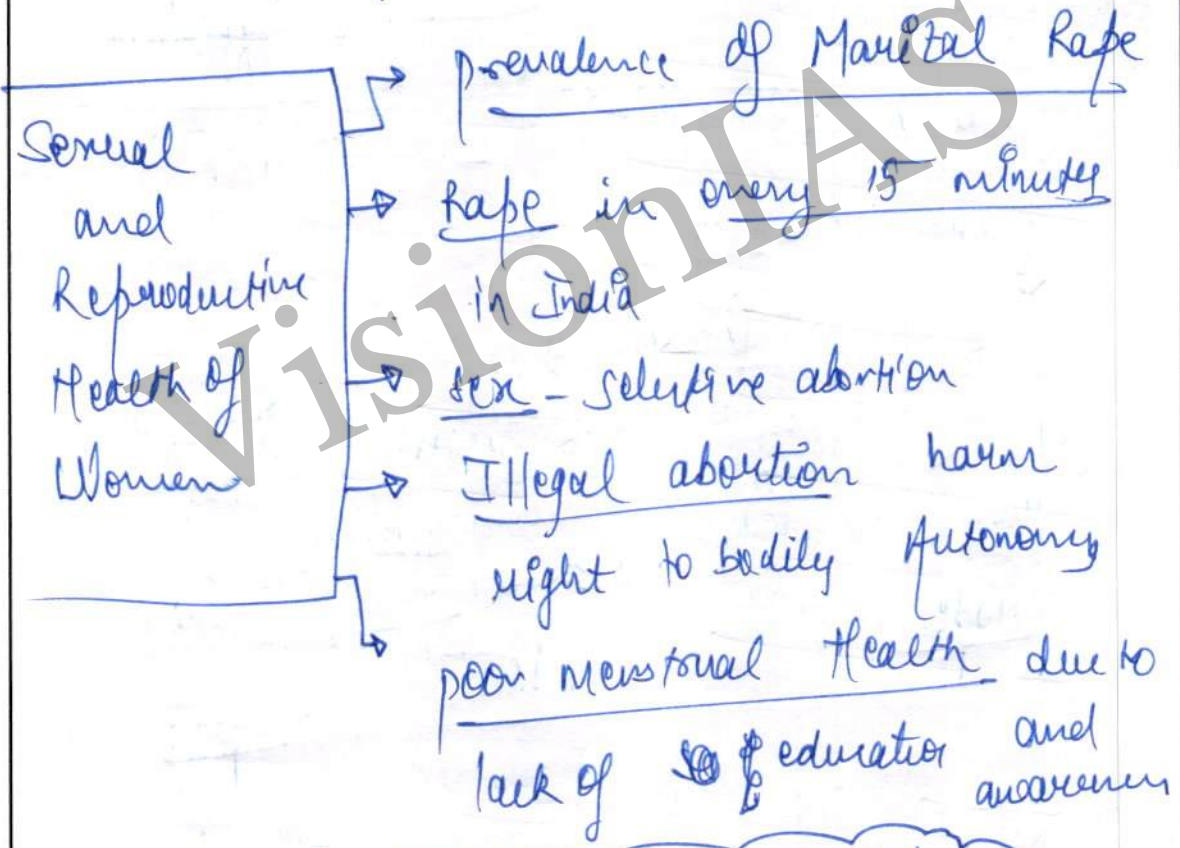 Sexual
and
Reproductive
Health of
Women
prevalence of Marital Rape
Rape in every 15 minutes
in India
sex - selective abortion
Illegal abortion harm
right to bodily Autonomy
poor menstrual Health due to
lack of education and
awareness
VisionIAS